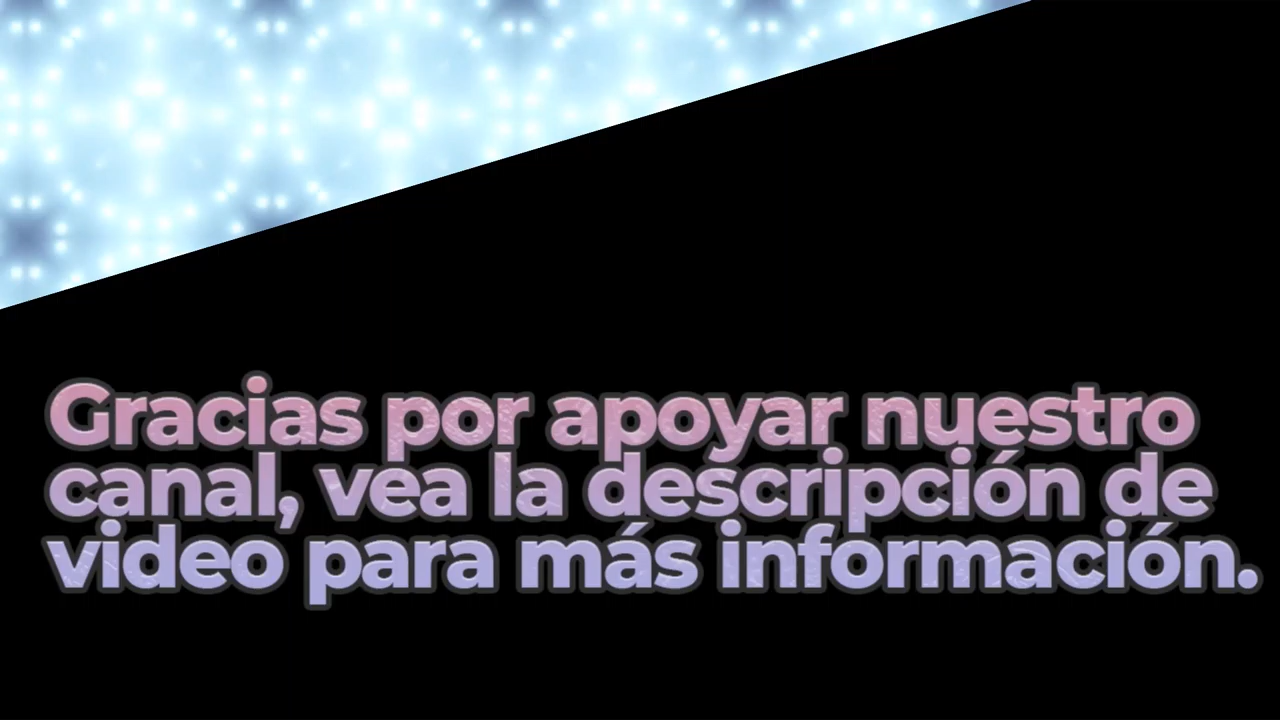 Gracias por apoyar nuestro
canal, vea la descripción de
video para más información.